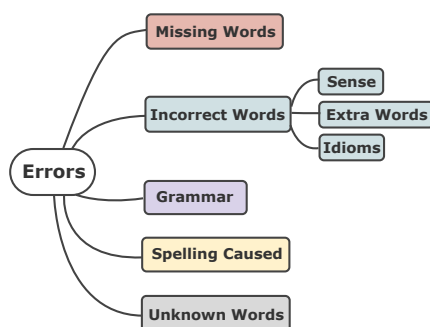 Missing Words
Sense
Incorrect Words
Extra Words
Idioms
Errors
Grammar
Spelling Caused
Unknown Words